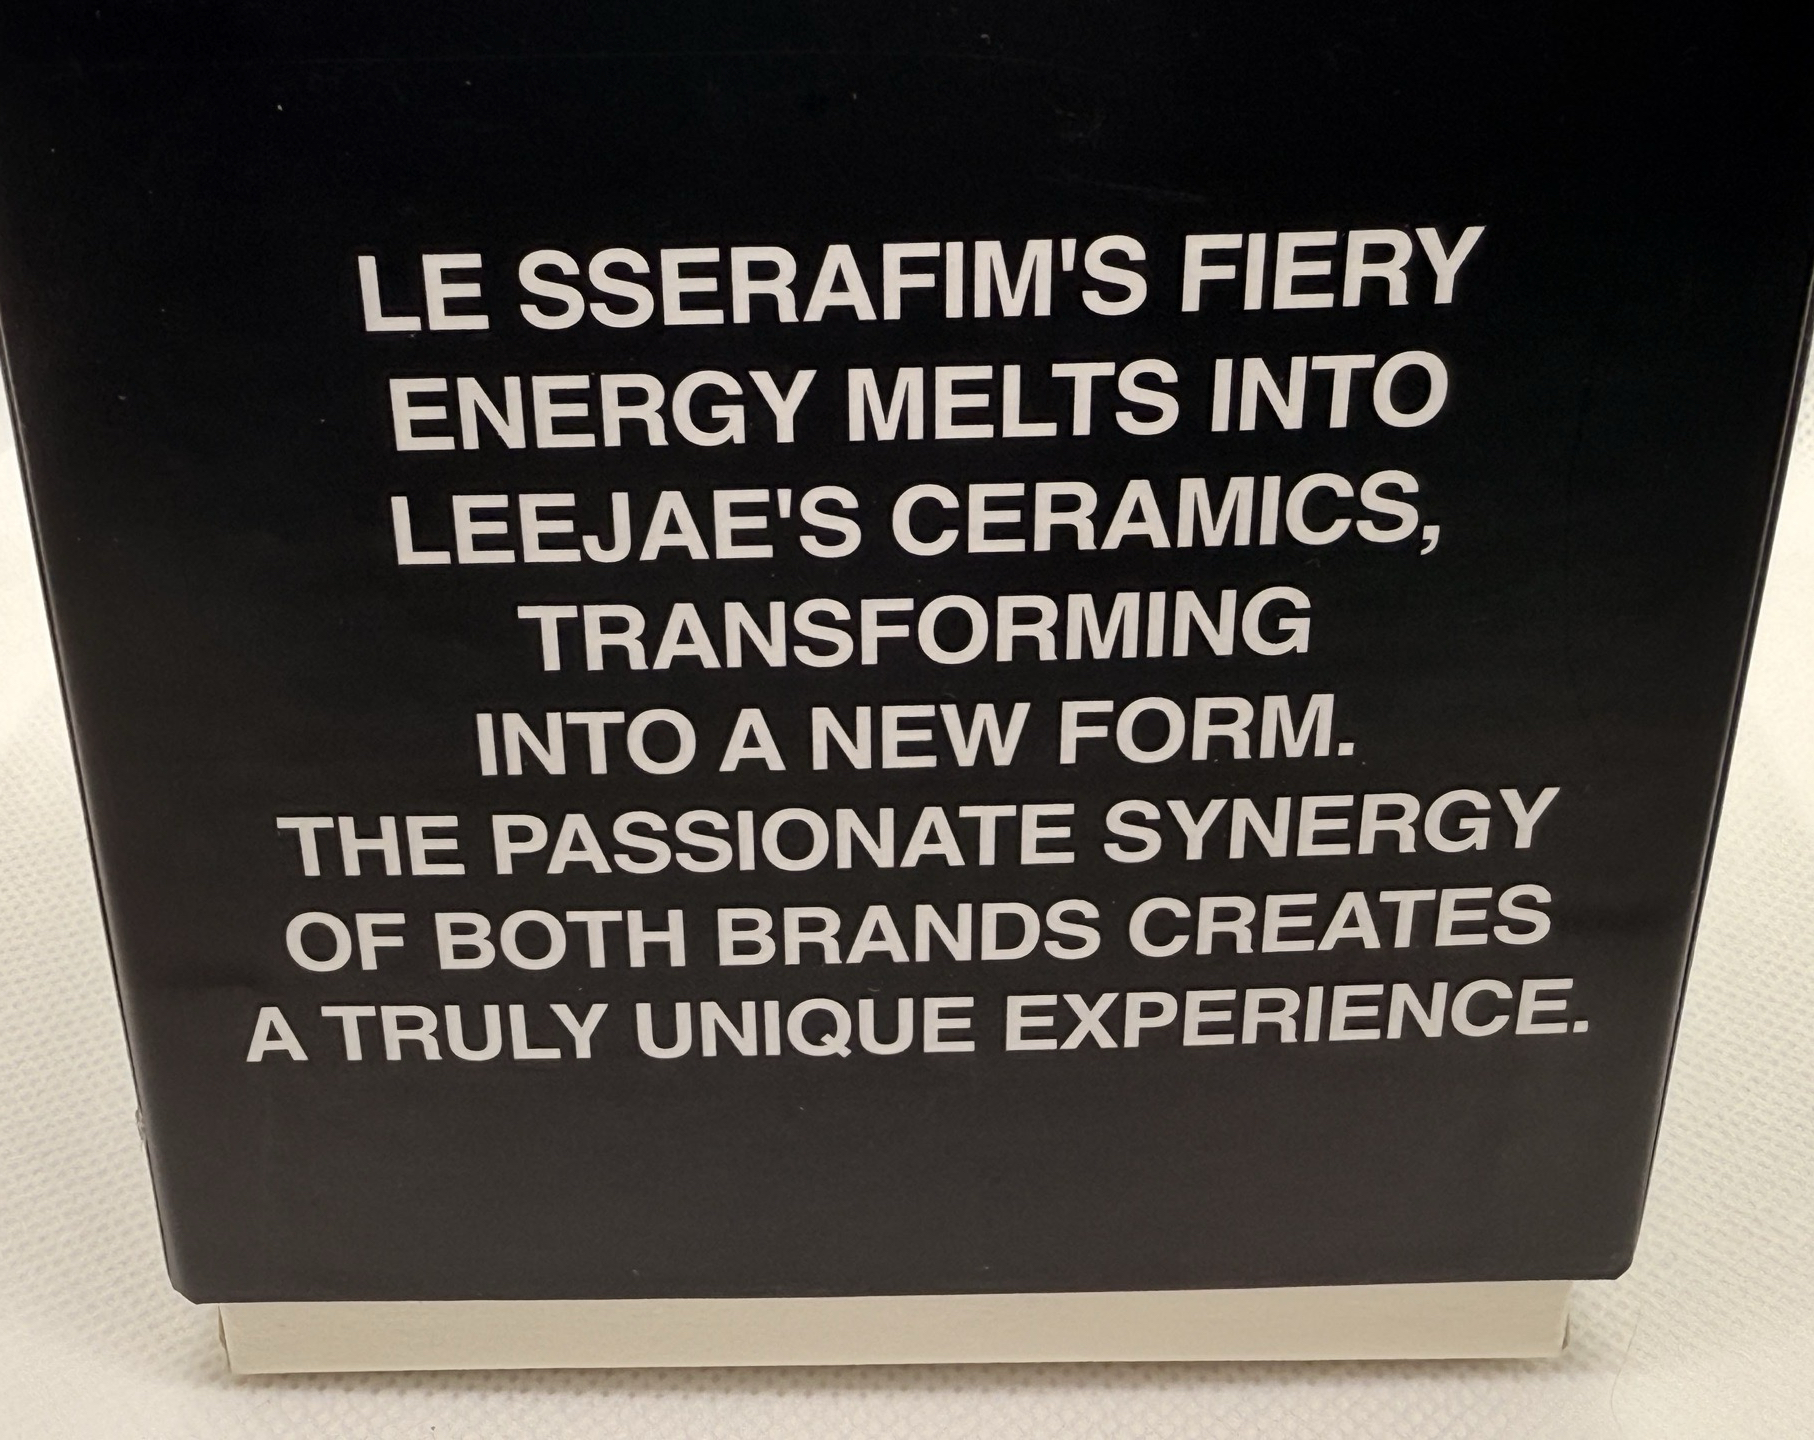 LE SSERAFIM'S FIERY
ENERGY MELTS INTO
LEEJAE'S CERAMICS,
TRANSFORMING
INTO A NEW FORM.
THE PASSIONATE SYNERGY
OF BOTH BRANDS CREATES
A TRULY UNIQUE EXPERIENCE.